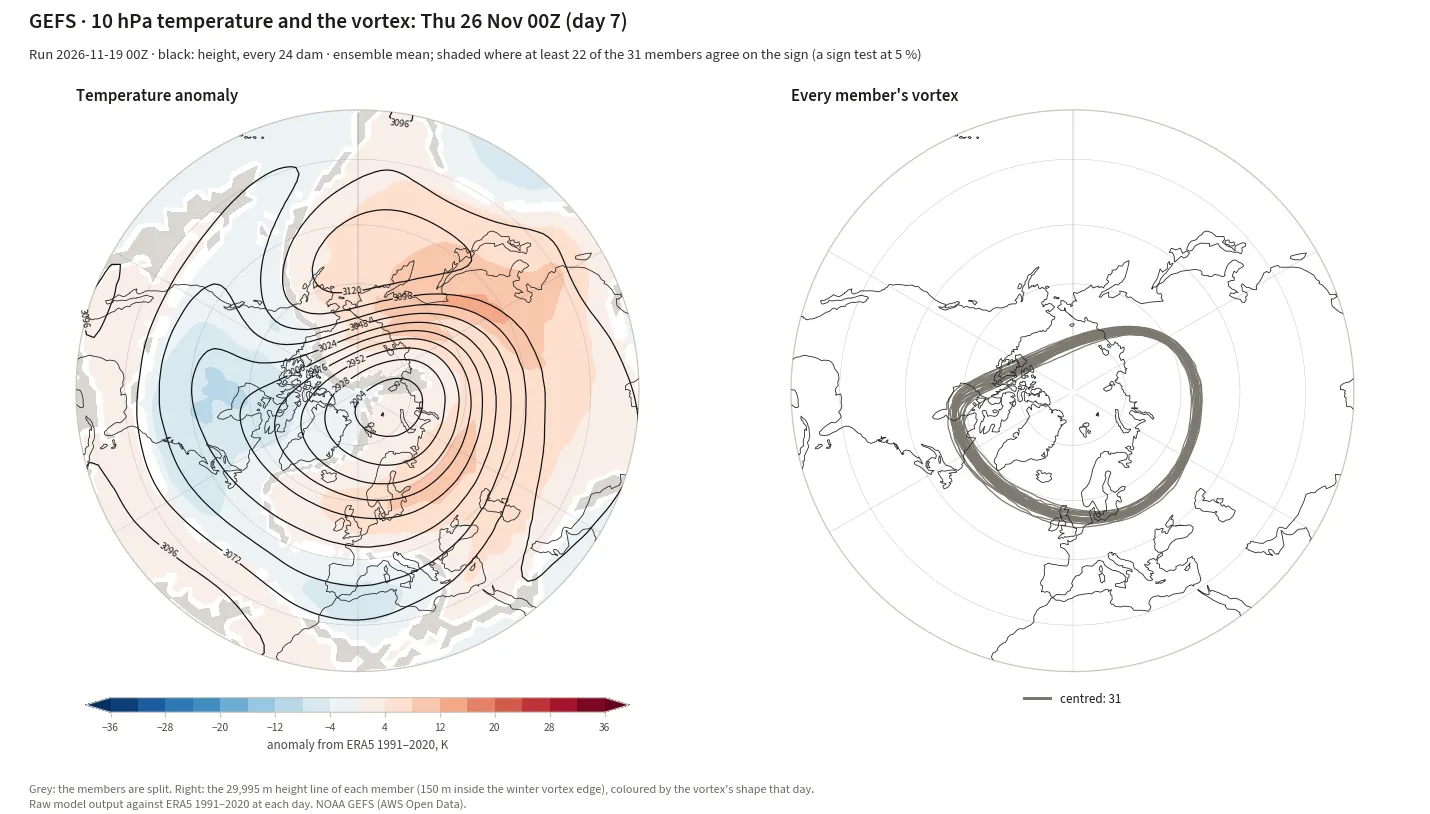 GEFS · 10 hPa temperature and the vortex: Thu 26 Nov 00Z (day 7)
Run 2026-11-19 00Z · black: height, every 24 dam · ensemble mean; shaded where at least 22 of the 31 members agree on the sign (a sign test at 5 %)
Temperature anomaly
Every member's vortex
3096
3120
3096
3096
3048
3024
2952
2928
2904
3096
3072
centred: 31
−36 −28 −20 −12 −4 4 12 20 28 36
anomaly from ERA5 1991–2020, K
Grey: the members are split. Right: the 29,995 m height line of each member (150 m inside the winter vortex edge), coloured by the vortex's shape that day.
Raw model output against ERA5 1991–2020 at each day. NOAA GEFS (AWS Open Data).